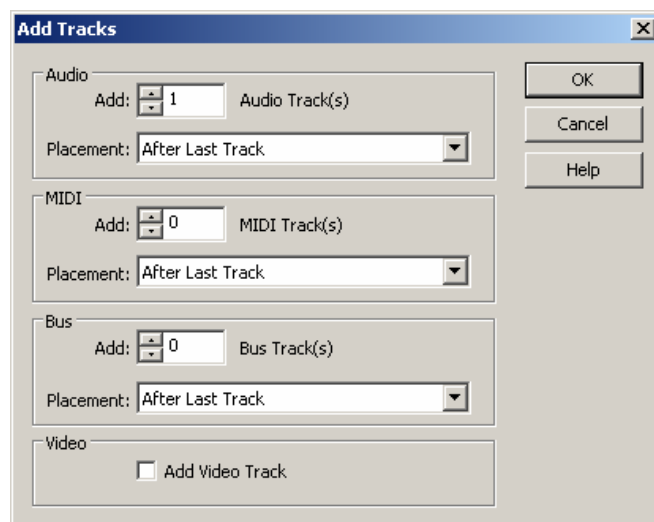 Add Tracks
Audio
Add: 1 Audio Track(s)
Placement: After Last Track
MIDI
Add: 0 MIDI Track(s)
Placement: After Last Track
Bus
Add: 0 Bus Track(s)
Placement: After Last Track
Video
Add Video Track
OK
Cancel
Help